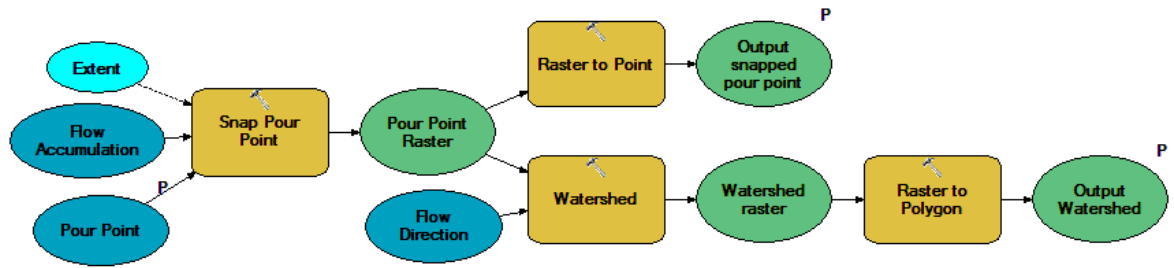 P
Extent
Flow
Accumulation
Pour Point
P
Snap Pour
Point
Pour Point
Raster
Flow
Direction
Raster to Point
Output
snapped
pour point
P
Watershed
Watershed
raster
Raster to
Polygon
Output
Watershed